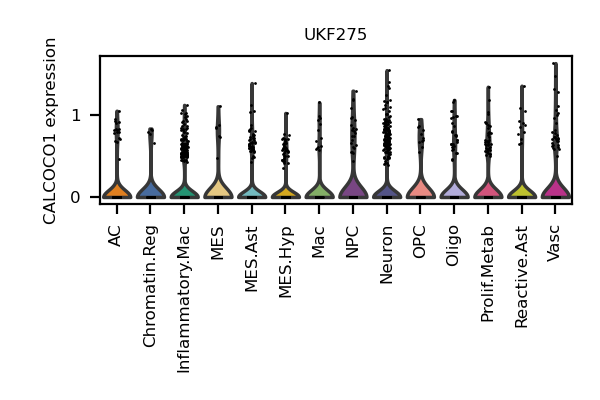 UKF275
CALCOCO1 expression
1
0
AC
Chromatin.Reg
Inflammatory.Mac
MES
MES.Ast
MES.Hyp
Mac
NPC
Neuron
OPC
Oligo
Prolif.Metab
Reactive.Ast
Vasc